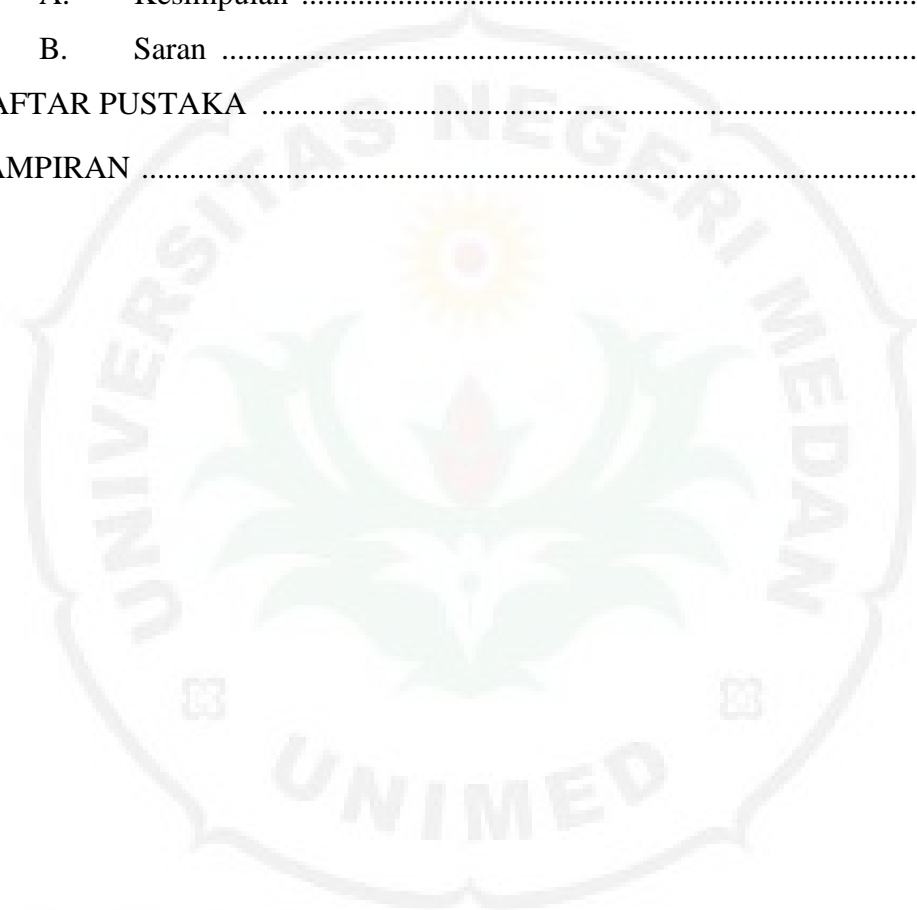 A. Kesimpulan ........................................................................
B. Saran ..................................................................................
AFTAR PUSTAKA ............................................................................
AMPIRAN .........................................................................................
UNIVERSITAS NEGERI MEDAN
UNIMED